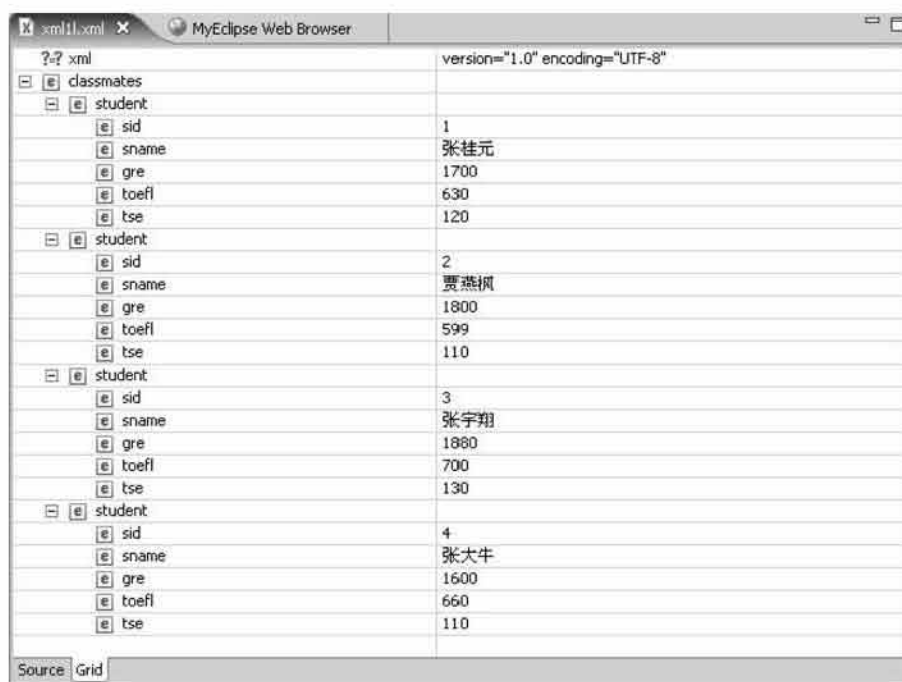 xml1l.xml MyEclipse Web Browser
?=? xml version="1.0" encoding="UTF-8"
e classmates
e student
e sid 1
e sname 张桂元
e gre 1700
e toefl 630
e tse 120
e student
e sid 2
e sname 贾燕枫
e gre 1800
e toefl 599
e tse 110
e student
e sid 3
e sname 张宇翔
e gre 1880
e toefl 700
e tse 130
e student
e sid 4
e sname 张大牛
e gre 1600
e toefl 660
e tse 110
Source Grid